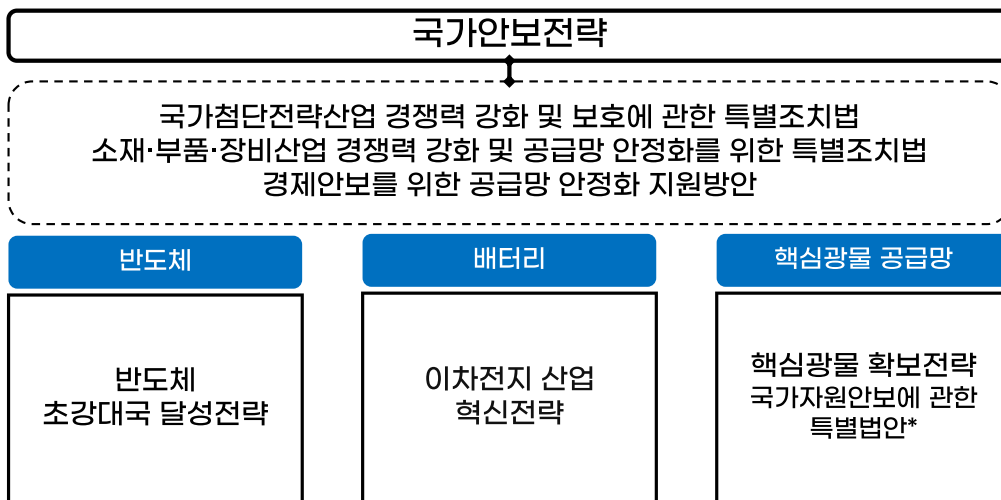 국가안보전략
국가첨단전략산업 경쟁력 강화 및 보호에 관한 특별조치법
소재·부품·장비산업 경쟁력 강화 및 공급망 안정화를 위한 특별조치법
경제안보를 위한 공급망 안정화 지원방안
반도체
배터리
핵심광물 공급망
반도체
초강대국 달성전략
이차전지 산업
혁신전략
핵심광물 확보전략
국가자원안보에 관한
특별법안*